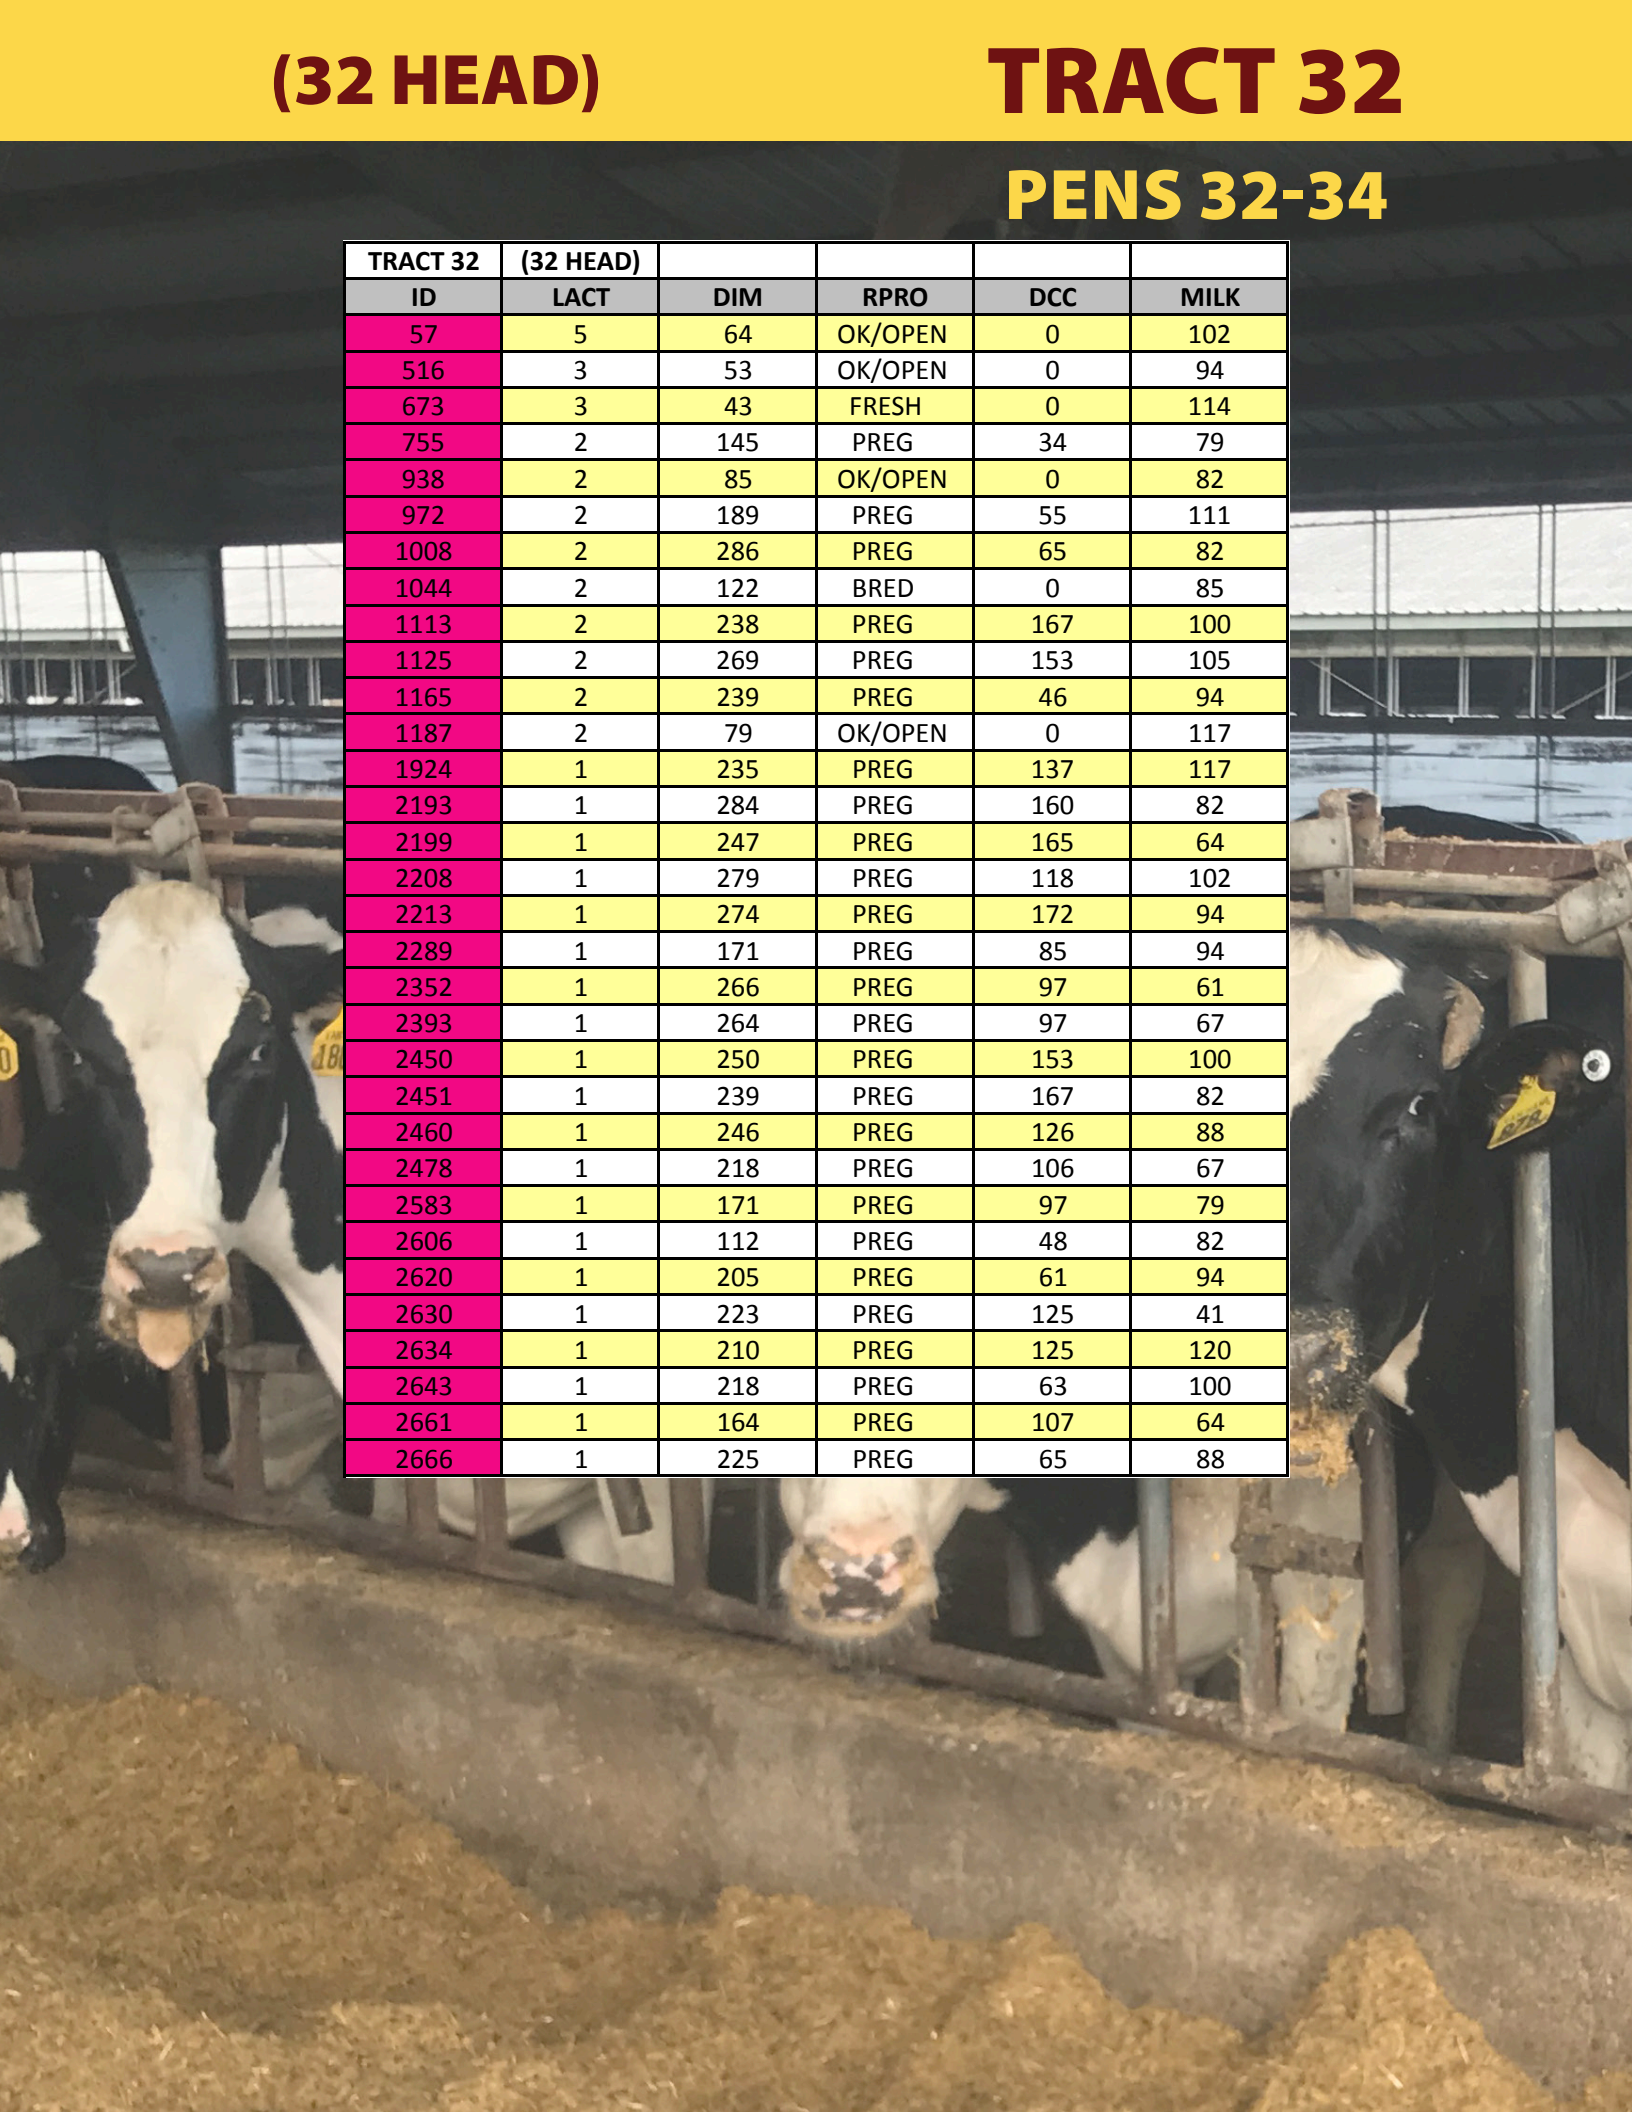 (32 HEAD) TRACT 32
PENS 32-34
TRACT 32 (32 HEAD)
ID LACT DIM RPRO DCC MILK
57 5 64 OK/OPEN 0 102
516 3 53 OK/OPEN 0 94
673 3 43 FRESH 0 114
755 2 145 PREG 34 79
938 2 85 OK/OPEN 0 82
972 2 189 PREG 55 111
1008 2 286 PREG 65 82
1044 2 122 BRED 0 85
1113 2 238 PREG 167 100
1125 2 269 PREG 153 105
1165 2 239 PREG 46 94
1187 2 79 OK/OPEN 0 117
1924 1 235 PREG 137 117
2193 1 284 PREG 160 82
2199 1 247 PREG 165 64
2208 1 279 PREG 118 102
2213 1 274 PREG 172 94
2289 1 171 PREG 85 94
2352 1 266 PREG 97 61
2393 1 264 PREG 97 67
2450 1 250 PREG 153 100
2451 1 239 PREG 167 82
2460 1 246 PREG 126 88
2478 1 218 PREG 106 67
2583 1 171 PREG 97 79
2606 1 112 PREG 48 82
2620 1 205 PREG 61 94
2630 1 223 PREG 125 41
2634 1 210 PREG 125 120
2643 1 218 PREG 63 100
2661 1 164 PREG 107 64
2666 1 225 PREG 65 88